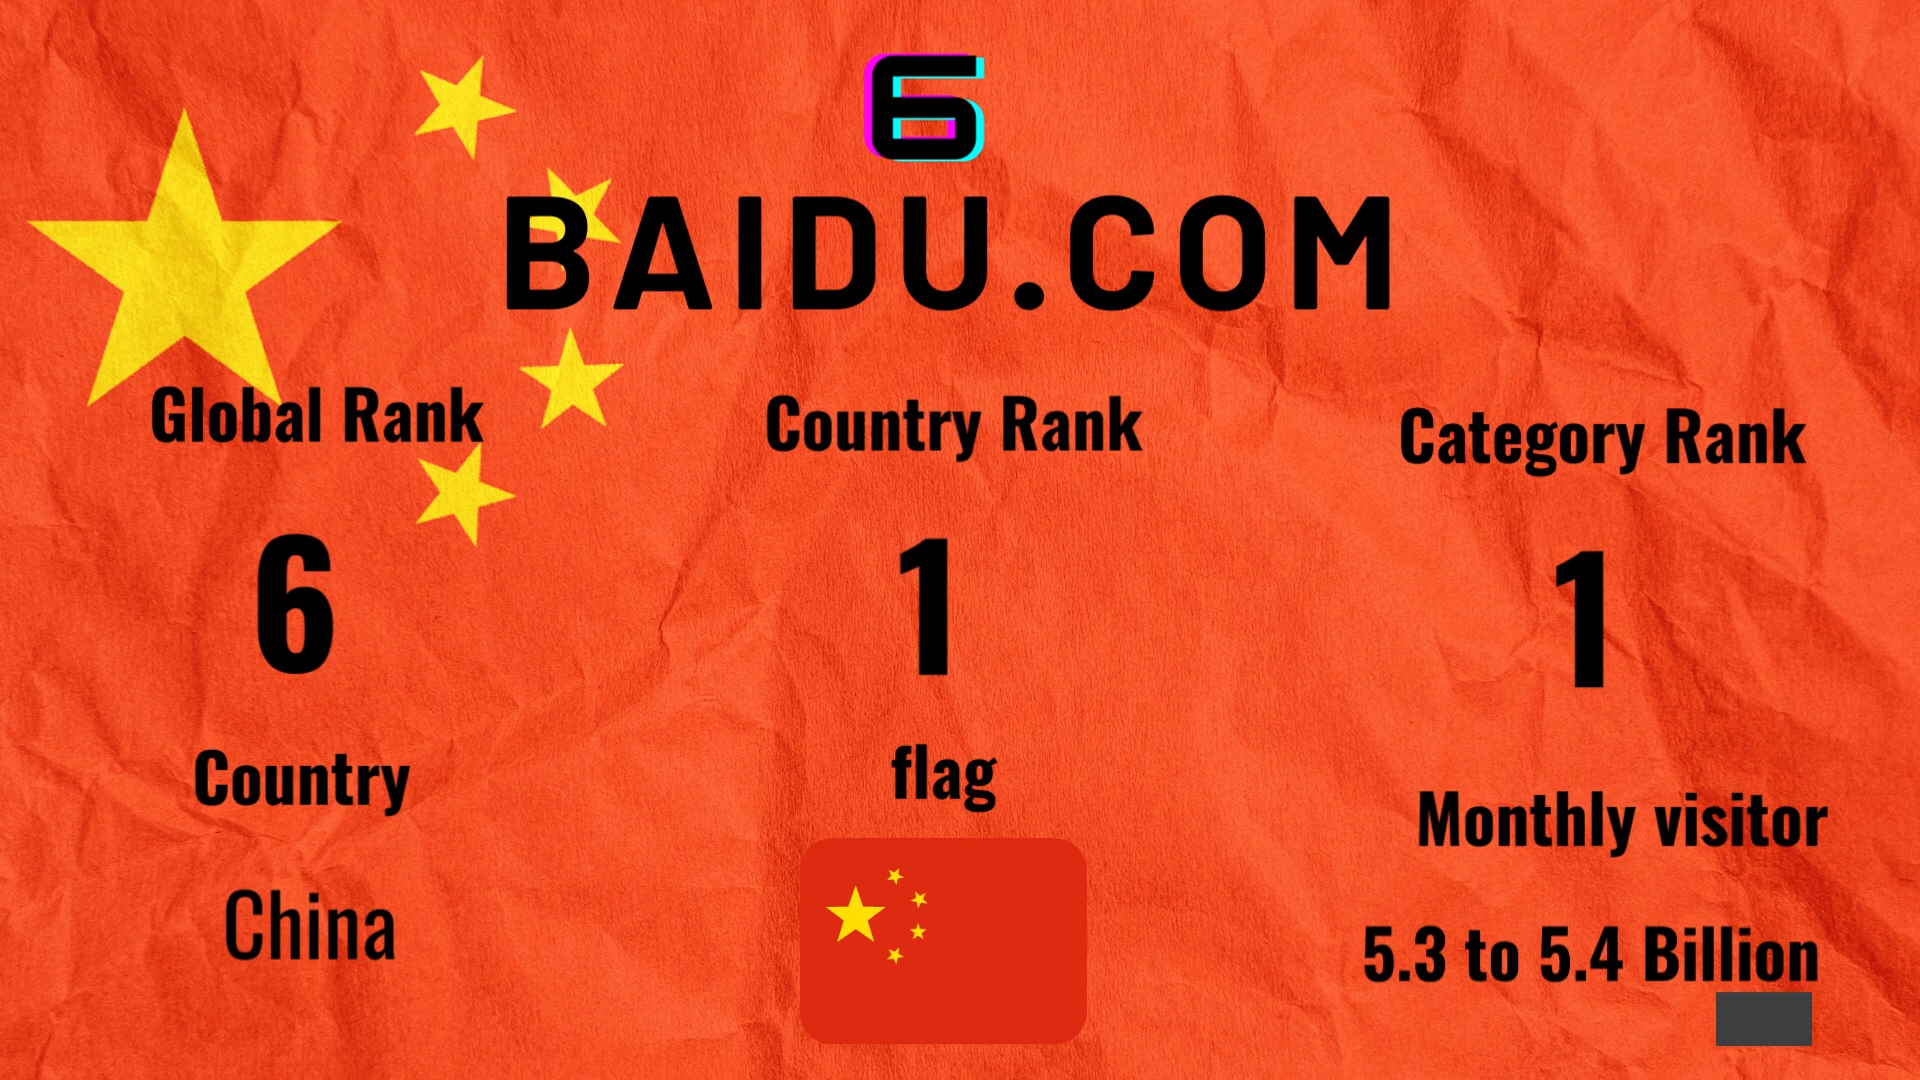 6
BAIDU.COM
Global Rank
Country Rank
Category Rank
6
1
1
Country
flag
Monthly visitor
China
5.3 to 5.4 Billion